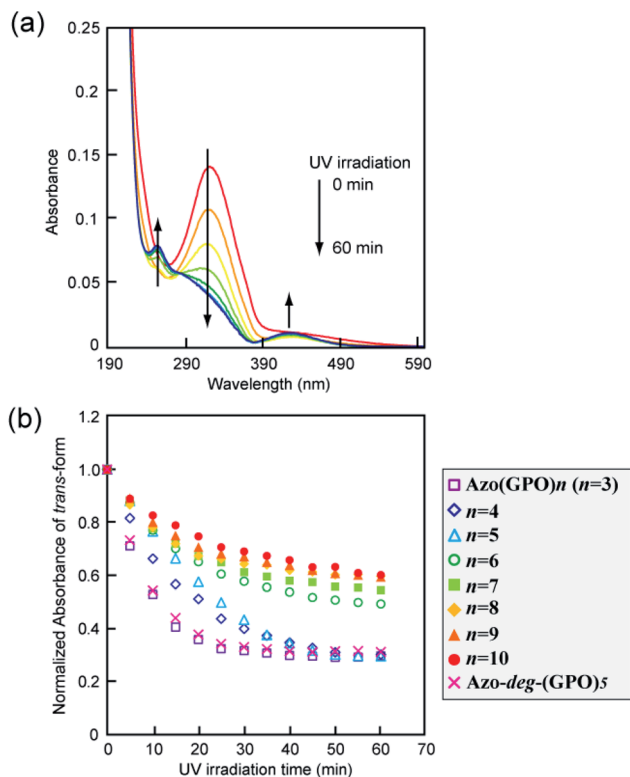 (a)
0.25
0.2
0.15
0.1
0.05
0
Absorbance
UV irradiation
0 min
60 min
190 290 390 490 590
Wavelength (nm)
(b)
1.2
1.0
0.8
0.6
0.4
0.2
0
Normalized Absorbance of trans-form
0 10 20 30 40 50 60 70
UV irradiation time (min)
Azo(GPO)n (n=3)
n=4
n=5
n=6
n=7
n=8
n=9
n=10
Azo-deg-(GPO)5